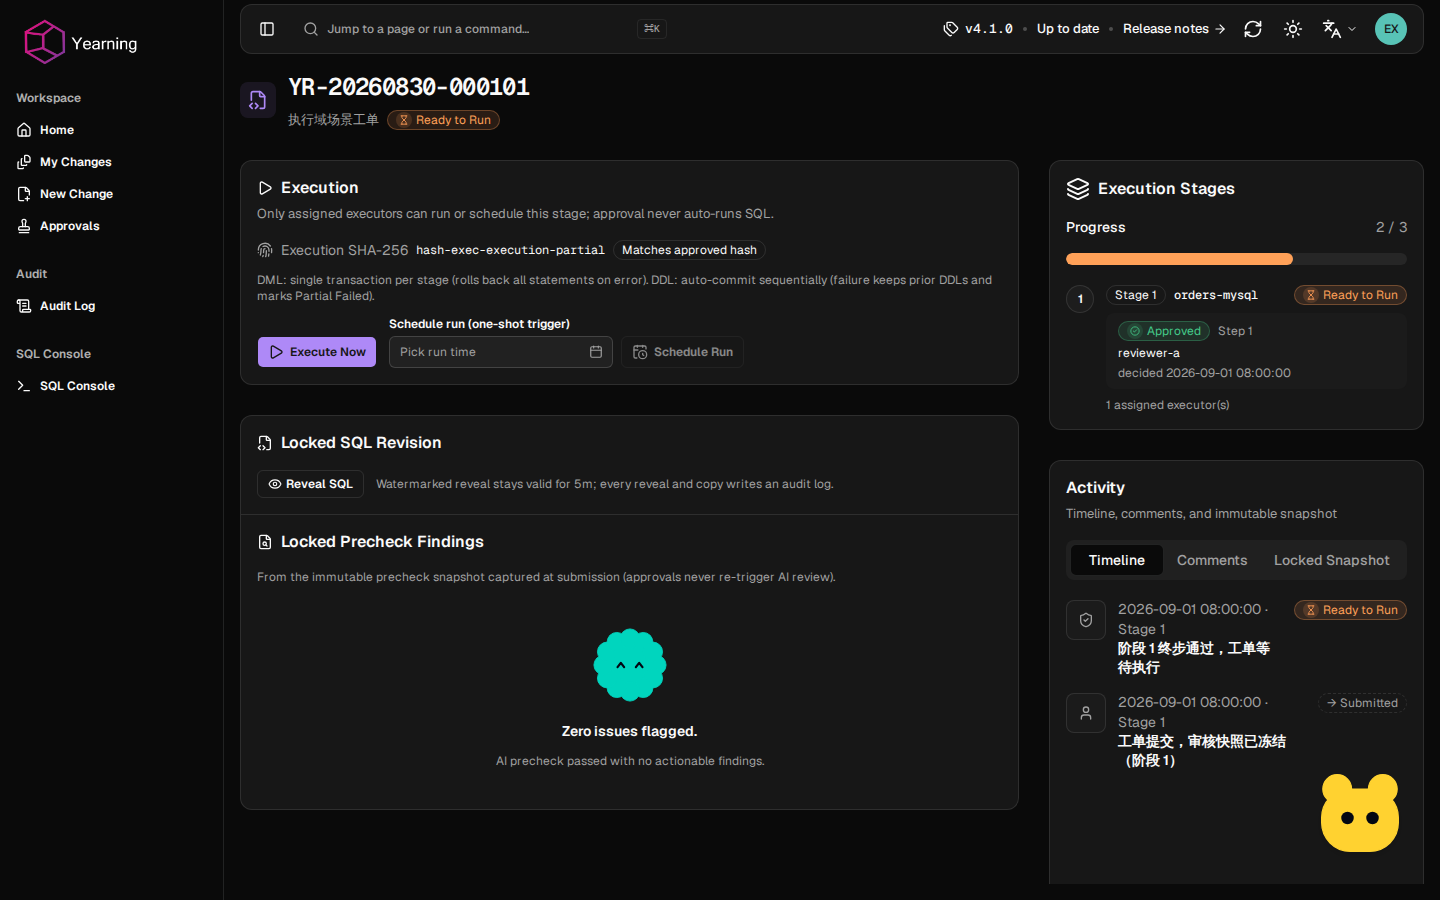 Yearning
Workspace
Home
My Changes
New Change
Approvals
Audit
Audit Log
SQL Console
SQL Console
Jump to a page or run a command...
⌘K
v4.1.0 • Up to date • Release notes →
EX
YR-20260830-000101
执行域场景工单 Ready to Run
Execution
Only assigned executors can run or schedule this stage; approval never auto-runs SQL.
Execution SHA-256 hash-exec-execution-partial Matches approved hash
DML: single transaction per stage (rolls back all statements on error). DDL: auto-commit sequentially (failure keeps prior DDLs and
marks Partial Failed).
Schedule run (one-shot trigger)
Execute Now
Pick run time
Schedule Run
Locked SQL Revision
Reveal SQL
Watermarked reveal stays valid for 5m; every reveal and copy writes an audit log.
Locked Precheck Findings
From the immutable precheck snapshot captured at submission (approvals never re-trigger AI review).
Zero issues flagged.
AI precheck passed with no actionable findings.
Execution Stages
Progress 2 / 3
1 Stage 1 orders-mysql Ready to Run
Approved Step 1
reviewer-a
decided 2026-09-01 08:00:00
1 assigned executor(s)
Activity
Timeline, comments, and immutable snapshot
Timeline Comments Locked Snapshot
2026-09-01 08:00:00 · Ready to Run
Stage 1
阶段 1 终步通过，工单等
待执行
2026-09-01 08:00:00 · → Submitted
Stage 1
工单提交，审核快照已冻结
（阶段 1）